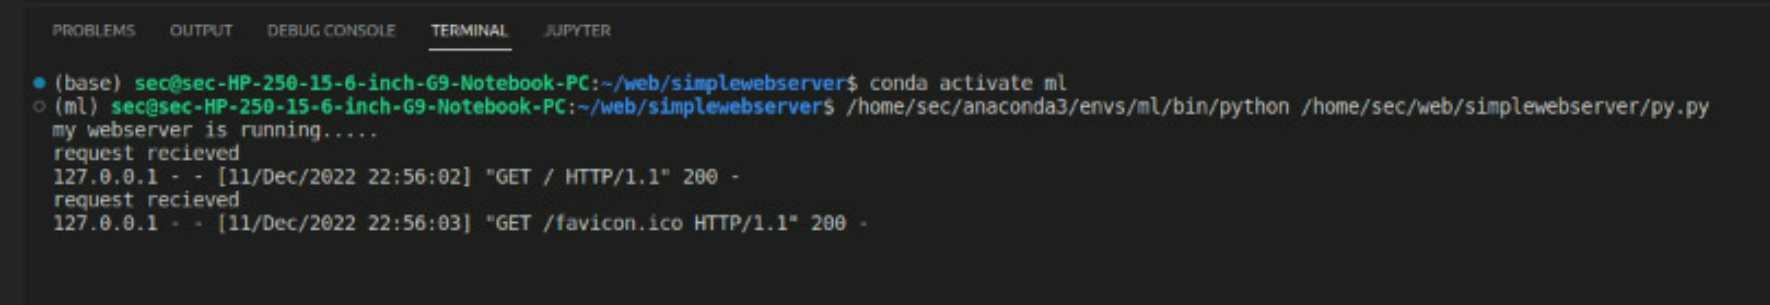 PROBLEMS OUTPUT DEBUG CONSOLE TERMINAL JUPYTER
(base) sec@sec-HP-250-15-6-inch-G9-Notebook-PC:~/web/simplewebserver$ conda activate ml
(ml) sec@sec-HP-250-15-6-inch-G9-Notebook-PC:~/web/simplewebserver$ /home/sec/anaconda3/envs/ml/bin/python /home/sec/web/simplewebserver/py.py
my webserver is running.....
request recieved
127.0.0.1 - - [11/Dec/2022 22:56:02] "GET / HTTP/1.1" 200 -
request recieved
127.0.0.1 - - [11/Dec/2022 22:56:03] "GET /favicon.ico HTTP/1.1" 200 -